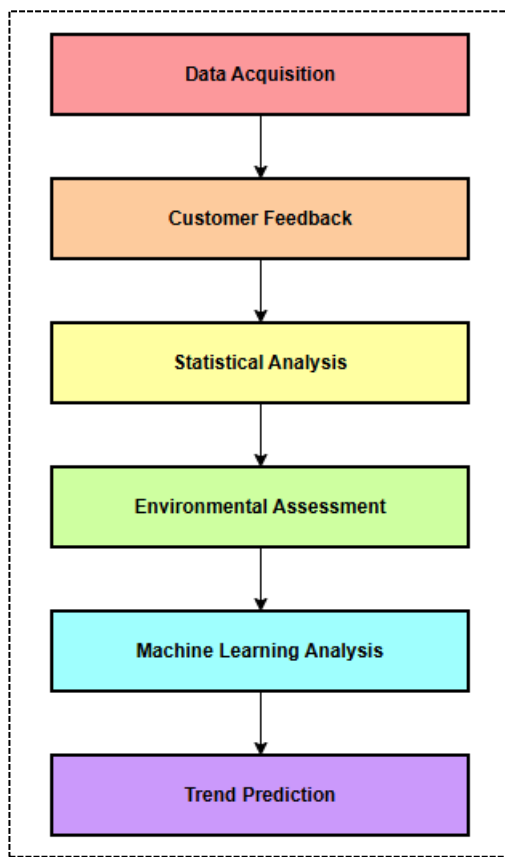 Data Acquisition
Customer Feedback
Statistical Analysis
Environmental Assessment
Machine Learning Analysis
Trend Prediction